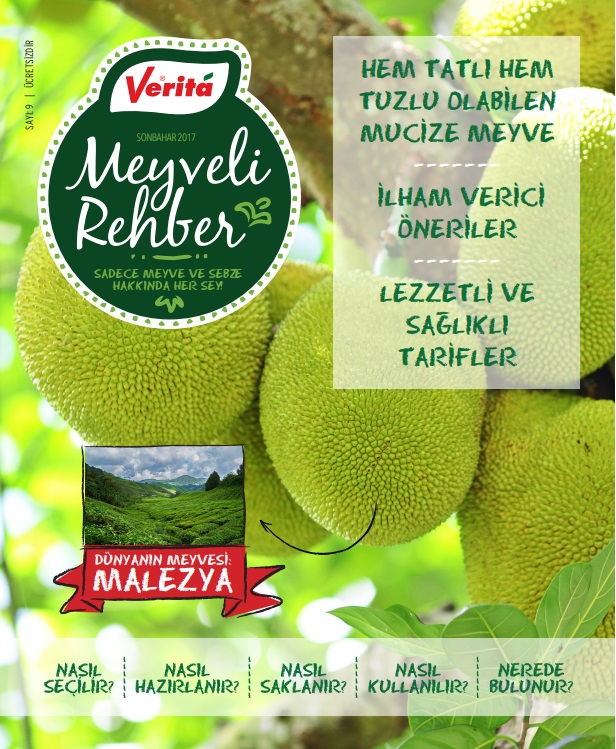 SAYI: 9 | ÜCRETSİZDİR
Veritá
SONBAHAR 2017
Meyveli
Rehber
SADECE MEYVE VE SEBZE
HAKKINDA HER ŞEY!
HEM TATLI HEM
TUZLU OLABİLEN
MUCİZE MEYVE
İLHAM VERİCİ
ÖNERİLER
LEZZETLİ VE
SAĞLIKLI
TARİFLER
DÜNYANIN MEYVESİ:
MALEZYA
NASIL
SEÇİLİR?
NASIL
HAZIRLANIR?
NASIL
SAKLANIR?
NASIL
KULLANILIR?
NEREDE
BULUNUR?